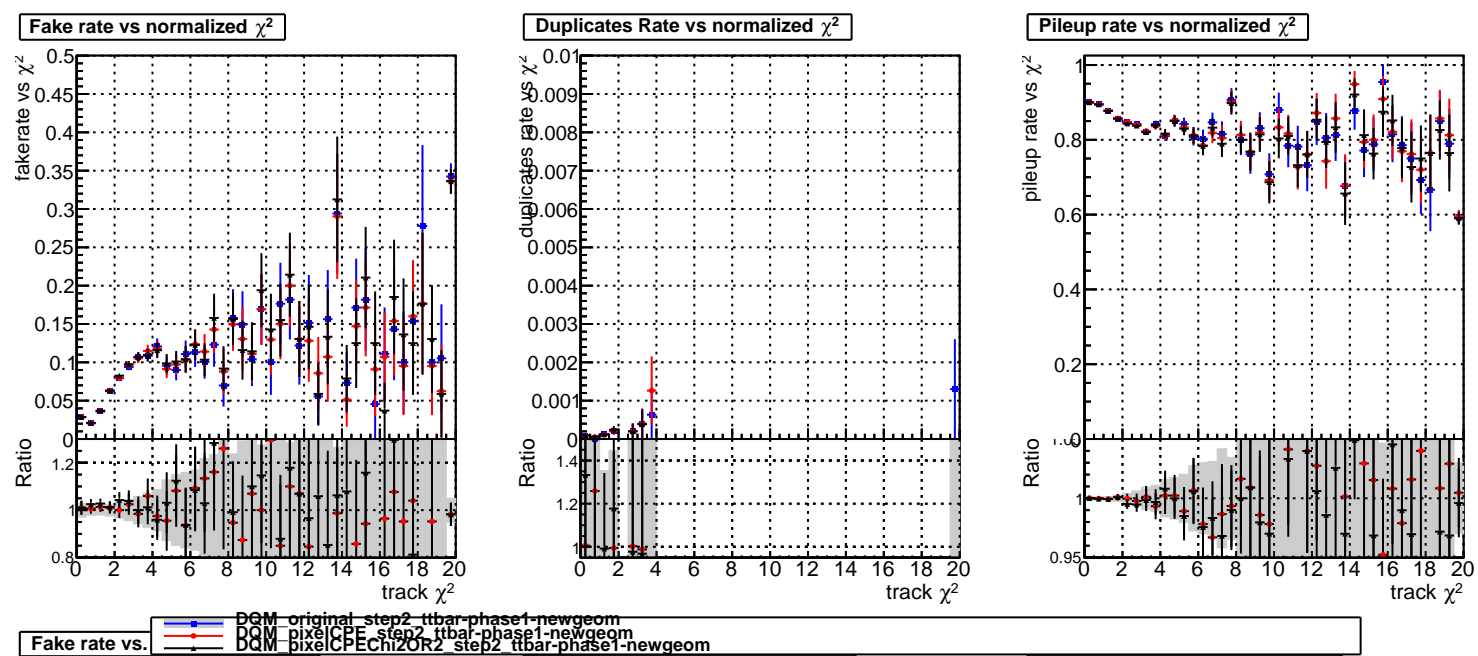 Fake rate vs normalized χ²
Duplicates Rate vs normalized χ²
Pileup rate vs normalized χ²
fakerate vs χ²
0.5
0.45
0.4
0.35
0.3
0.25
0.2
0.15
0.1
0.05
0
Ratio
1.2
1
0.8
0 2 4 6 8 10 12 14 16 18 20
track χ²
duplicates rate vs χ²
0.01
0.009
0.008
0.007
0.006
0.005
0.004
0.003
0.002
0.001
0
Ratio
1.4
1.2
1
0 2 4 6 8 10 12 14 16 18 20
track χ²
pileup rate vs χ²
1
0.8
0.6
0.4
0.2
0
Ratio
1
0.95
0 2 4 6 8 10 12 14 16 18 20
track χ²
DQM_original_step2_ttbar-phase1-newgeom
DQM_pixelCPE_step2_ttbar-phase1-newgeom
DQM_pixelCPEChi2OR2_step2_ttbar-phase1-newgeom
Fake rate vs.